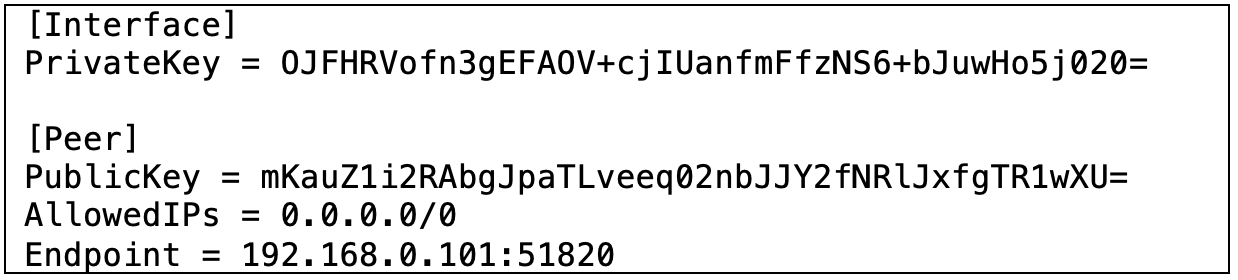 [Interface]
PrivateKey = OJFHRVofn3gEFAOV+cjIUanfmFfzNS6+bJuwHo5j020=
[Peer]
PublicKey = mKauZ1i2RAbgJpaTLveeq02nbJJY2fNRlJxfgTR1wXU=
AllowedIPs = 0.0.0.0/0
Endpoint = 192.168.0.101:51820